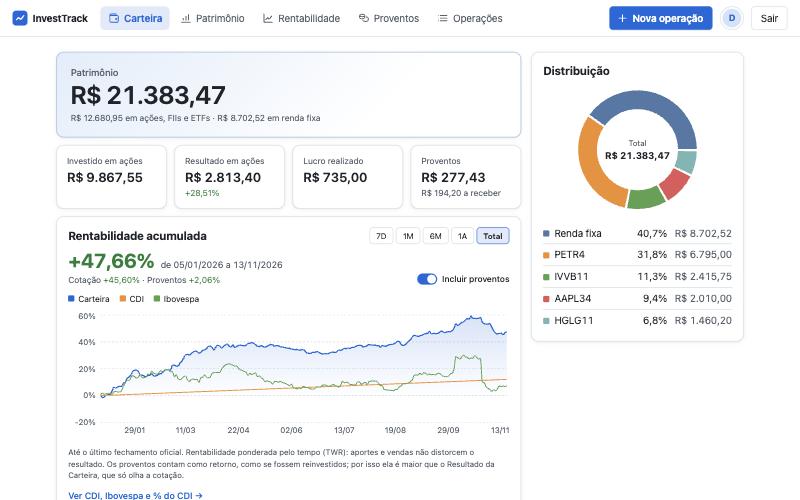 InvestTrack
Carteira
Patrimônio
Rentabilidade
Proventos
Operações
Nova operação
D
Sair
Patrimônio
R$ 21.383,47
R$ 12.680,95 em ações, FIIs e ETFs · R$ 8.702,52 em renda fixa
Investido em ações
R$ 9.867,55
Resultado em ações
R$ 2.813,40
+28,51%
Lucro realizado
R$ 735,00
Proventos
R$ 277,43
R$ 194,20 a receber
Rentabilidade acumulada
7D 1M 6M 1A Total
+47,66% de 05/01/2026 a 13/11/2026
Cotação +45,60% · Proventos +2,06%
Incluir proventos
Carteira CDI Ibovespa
60%
40%
20%
0%
-20%
29/01 11/03 22/04 02/06 13/07 19/08 29/09 13/11
Até o último fechamento oficial. Rentabilidade ponderada pelo tempo (TWR): aportes e vendas não distorcem o
resultado. Os proventos contam como retorno, como se fossem reinvestidos; por isso ela é maior que o Resultado da
Carteira, que só olha a cotação.
Ver CDI, Ibovespa e % do CDI →
Distribuição
Total
R$ 21.383,47
Renda fixa 40,7% R$ 8.702,52
PETR4 31,8% R$ 6.795,00
IVVB11 11,3% R$ 2.415,75
AAPL34 9,4% R$ 2.010,00
HGLG11 6,8% R$ 1.460,20